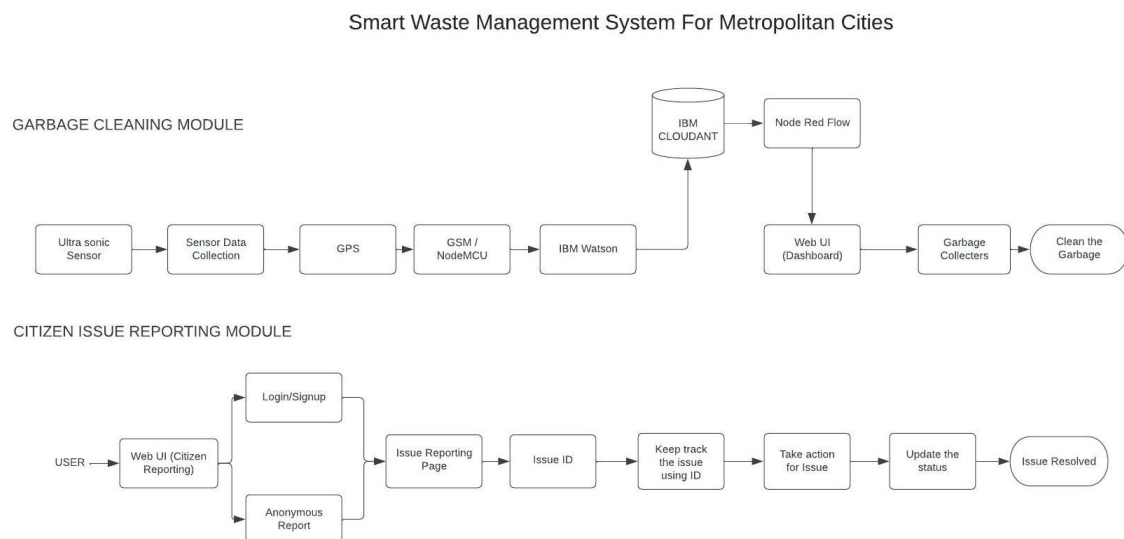 Smart Waste Management System For Metropolitan Cities
GARBAGE CLEANING MODULE
IBM
CLOUDANT
Node Red Flow
Ultra sonic
Sensor
Sensor Data
Collection
GPS
GSM /
NodeMCU
IBM Watson
Web UI
(Dashboard)
Garbage
Collecters
Clean the
Garbage
CITIZEN ISSUE REPORTING MODULE
USER
Web UI (Citizen
Reporting)
Login/Signup
Anonymous
Report
Issue Reporting
Page
Issue ID
Keep track
the issue
using ID
Take action
for Issue
Update the
status
Issue Resolved